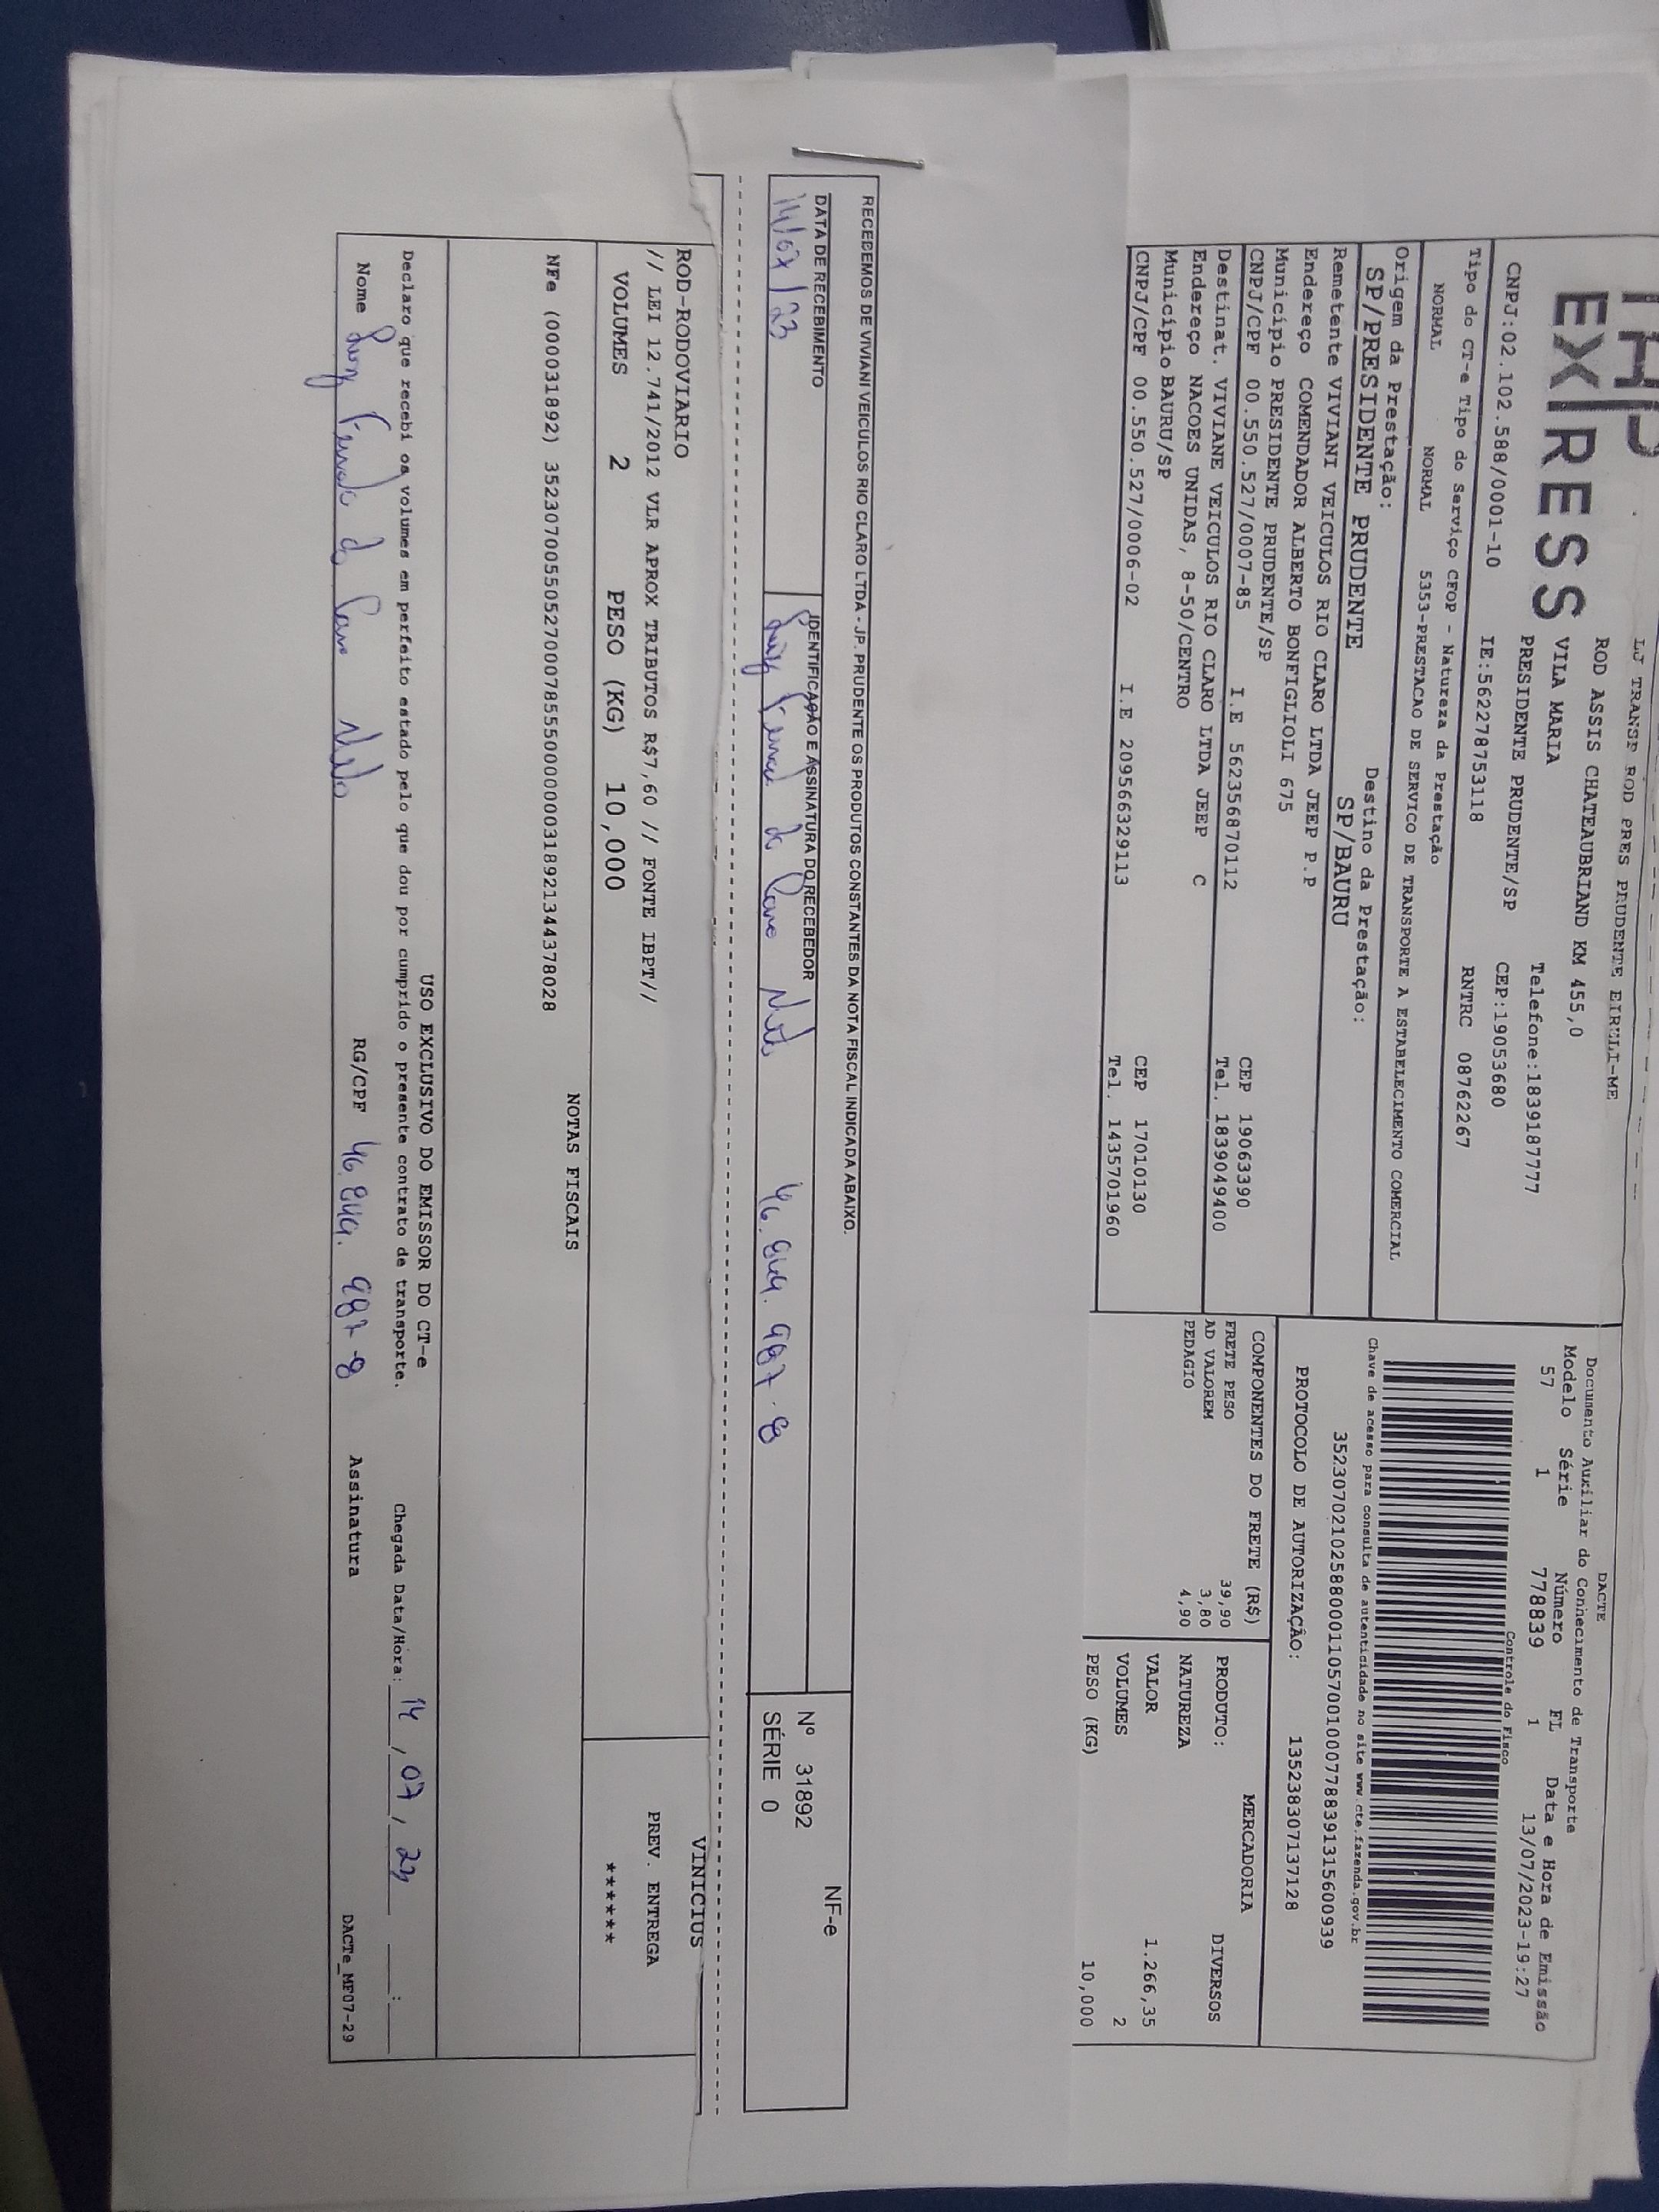 EXPRESS
LJ TRANSP ROD PRES PRUDENTE EIRELI-ME
ROD ASSIS CHATEAUBRIAND KM 455,0
VILA MARIA Telefone:1839187777
PRESIDENTE PRUDENTE/SP CEP:19053680
CNPJ:02.102.588/0001-10 IE:562278753118 RNTRC 08762267
Tipo do CT-e Tipo do Serviço CFOP - Natureza da Prestação
NORMAL NORMAL 5353-PRESTACAO DE SERVICO DE TRANSPORTE A ESTABELECIMENTO COMERCIAL
Origem da Prestação: Destino da Prestação:
SP/PRESIDENTE PRUDENTE SP/BAURU
Remetente VIVIANI VEICULOS RIO CLARO LTDA JEEP P.P
Endereço COMENDADOR ALBERTO BONFIGLIOLI 675
Município PRESIDENTE PRUDENTE/SP CEP 19063390
CNPJ/CPF 00.550.527/0007-85 I.E 562356870112 Tel. 1839049400
Destinat. VIVIANE VEICULOS RIO CLARO LTDA JEEP C
Endereço NACOES UNIDAS, 8-50/CENTRO
Município BAURU/SP CEP 17010130
CNPJ/CPF 00.550.527/0006-02 I.E 209566329113 Tel. 1435701960
DACTE
Documento Auxiliar do Conhecimento de Transporte
Modelo Série Número FL Data e Hora de Emissão
57 1 778839 1 13/07/2023-19:27
Controle do Fisco
Chave de acesso para consulta de autenticidade no site www.cte.fazenda.gov.br
35230702102588000110570010007788391315600939
PROTOCOLO DE AUTORIZAÇÃO: 135238307137128
COMPONENTES DO FRETE (R$)
FRETE PESO 39,90
AD VALOREM 3,80
PEDAGIO 4,90
MERCADORIA
PRODUTO: DIVERSOS
NATUREZA
VALOR 1.266,35
VOLUMES 2
PESO (KG) 10,000
RECEBEMOS DE VIVIANI VEICULOS RIO CLARO LTDA - JP. PRUDENTE OS PRODUTOS CONSTANTES DA NOTA FISCAL INDICADA ABAIXO.
DATA DE RECEBIMENTO IDENTIFICAÇÃO E ASSINATURA DO RECEBEDOR
14/07/23 46.849.987-8
NF-e
Nº 31892
SÉRIE 0
VINICIUS
ROD-RODOVIARIO
// LEI 12.741/2012 VLR APROX TRIBUTOS R$7,60 // FONTE IBPT//
VOLUMES 2 PESO (KG) 10,000
PREV. ENTREGA
******
NOTAS FISCAIS
NFe (000031892) 35230700550527000785550000000318921344378028
USO EXCLUSIVO DO EMISSOR DO CT-e
Declaro que recebi os volumes em perfeito estado pelo que dou por cumprido o presente contrato de transporte. Chegada Data/Hora: 14/07/23 :
Nome RG/CPF 46.849.987-8 Assinatura
DACTe_MF07-29